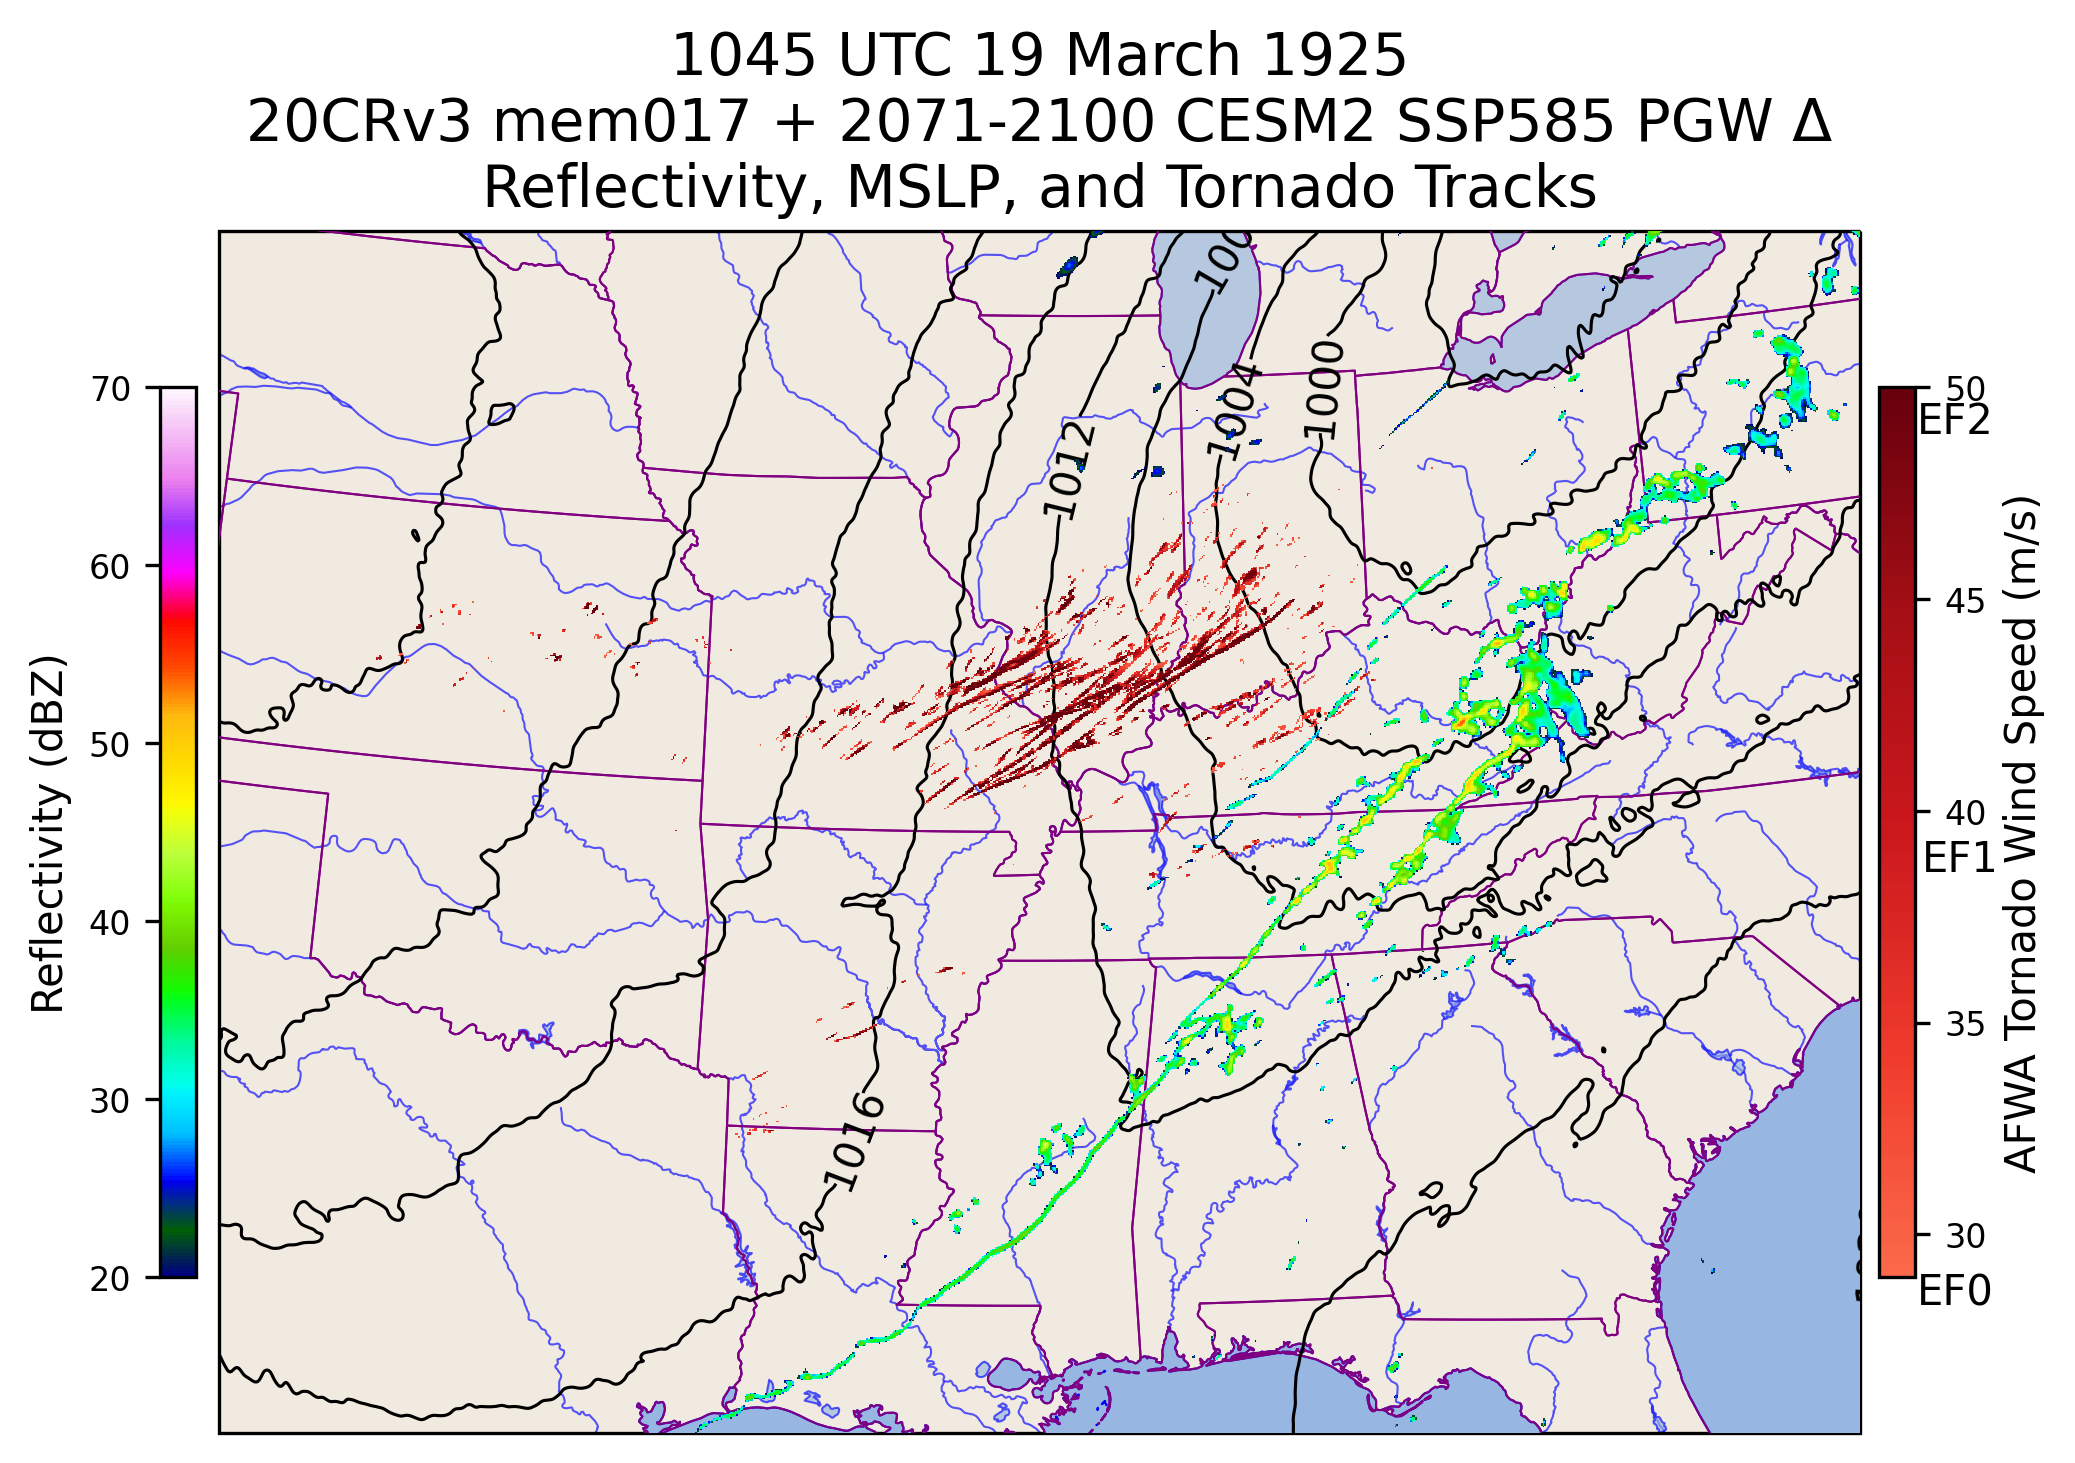 1045 UTC 19 March 1925
20CRv3 mem017 + 2071-2100 CESM2 SSP585 PGW Δ
Reflectivity, MSLP, and Tornado Tracks
70
60
50
40
30
20
Reflectivity (dBZ)
1012
1004
1000
1016
50
EF2
45
40
EF1
35
30
EF0
AFWA Tornado Wind Speed (m/s)